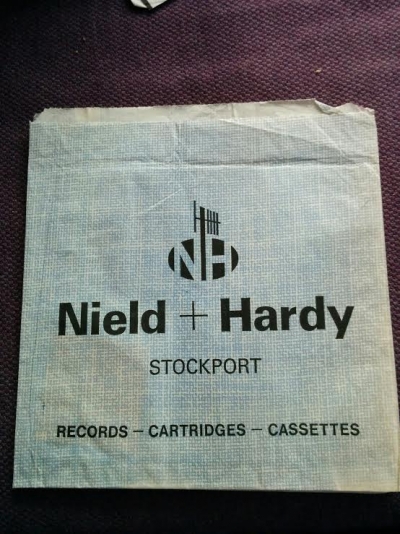 NH
Nield + Hardy
STOCKPORT
RECORDS – CARTRIDGES – CASSETTES